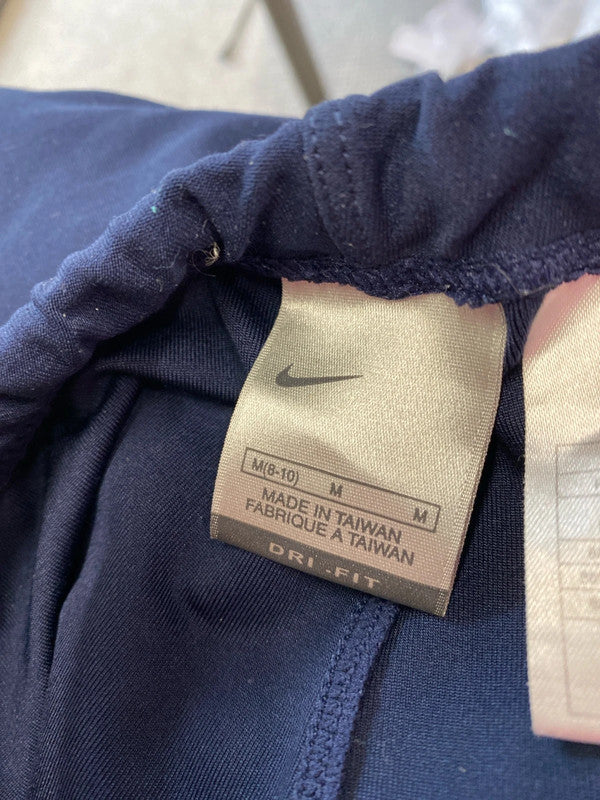 M(8-10) M M
MADE IN TAIWAN
FABRIQUE A TAIWAN
DRI.FIT